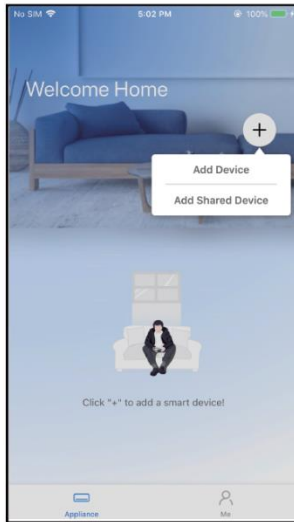 No SIM 5:02 PM 100%
Welcome Home
+
Add Device
Add Shared Device
Click "+" to add a smart device!
Appliance Me